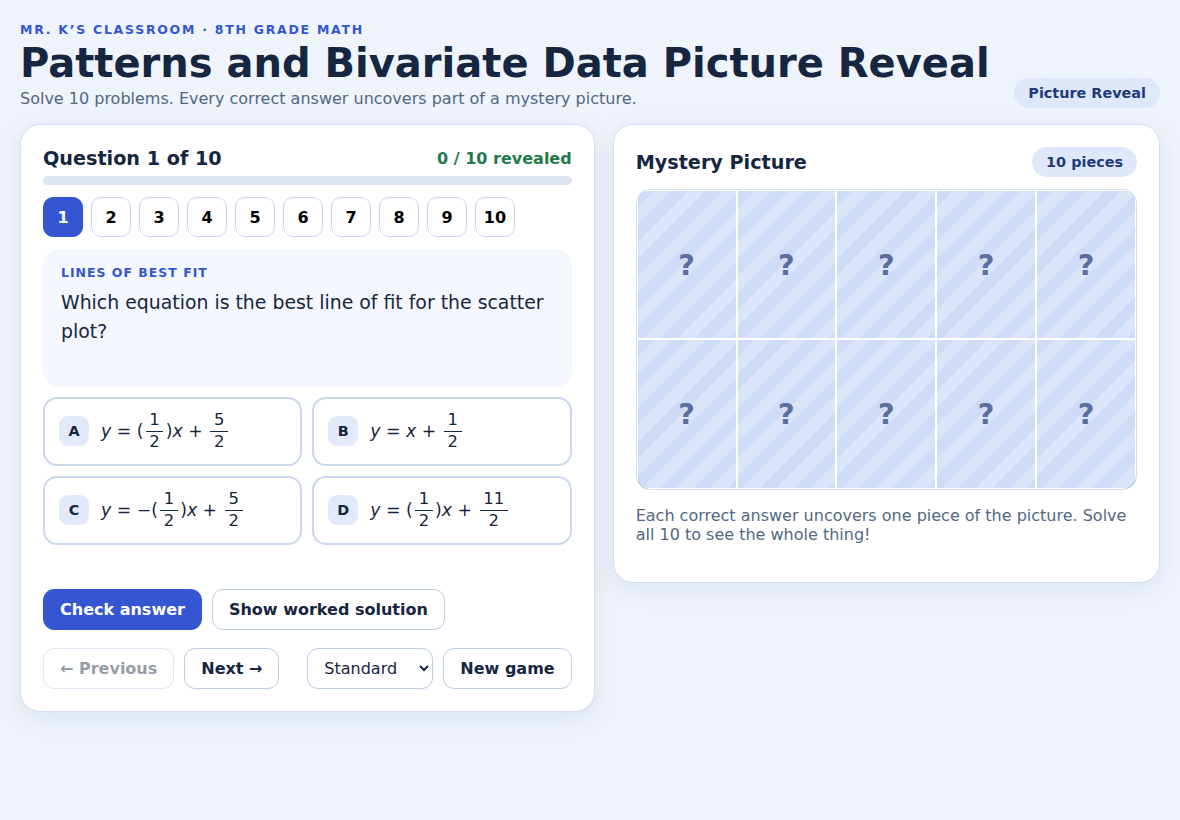 MR. K’S CLASSROOM · 8TH GRADE MATH
Patterns and Bivariate Data Picture Reveal
Solve 10 problems. Every correct answer uncovers part of a mystery picture.
Picture Reveal
Question 1 of 10
0 / 10 revealed
1 2 3 4 5 6 7 8 9 10
LINES OF BEST FIT
Which equation is the best line of fit for the scatter
plot?
A y = (1/2)x + 5/2
B y = x + 1/2
C y = −(1/2)x + 5/2
D y = (1/2)x + 11/2
Check answer
Show worked solution
← Previous
Next →
Standard
New game
Mystery Picture
10 pieces
? ? ? ? ?
? ? ? ? ?
Each correct answer uncovers one piece of the picture. Solve
all 10 to see the whole thing!